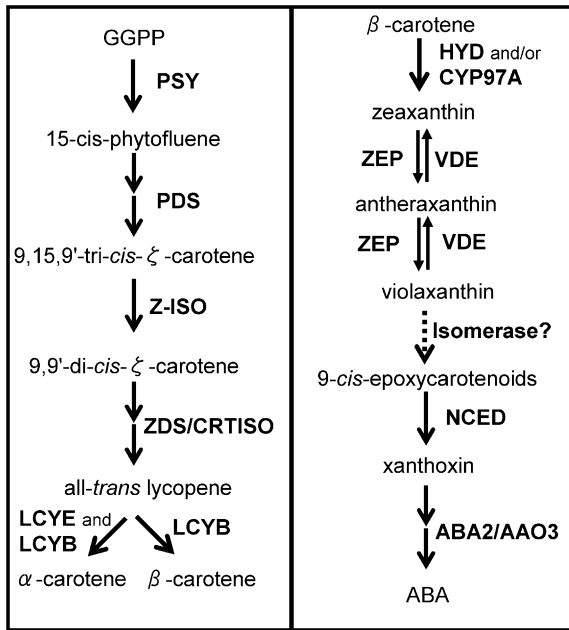 GGPP
PSY
15-cis-phytofluene
PDS
9,15,9'-tri-cis-ζ-carotene
Z-ISO
9,9'-di-cis-ζ-carotene
ZDS/CRTISO
all-trans lycopene
LCYE and
LCYB
LCYB
α-carotene β-carotene
β-carotene
HYD and/or
CYP97A
zeaxanthin
ZEP VDE
antheraxanthin
ZEP VDE
violaxanthin
Isomerase?
9-cis-epoxycarotenoids
NCED
xanthoxin
ABA2/AAO3
ABA